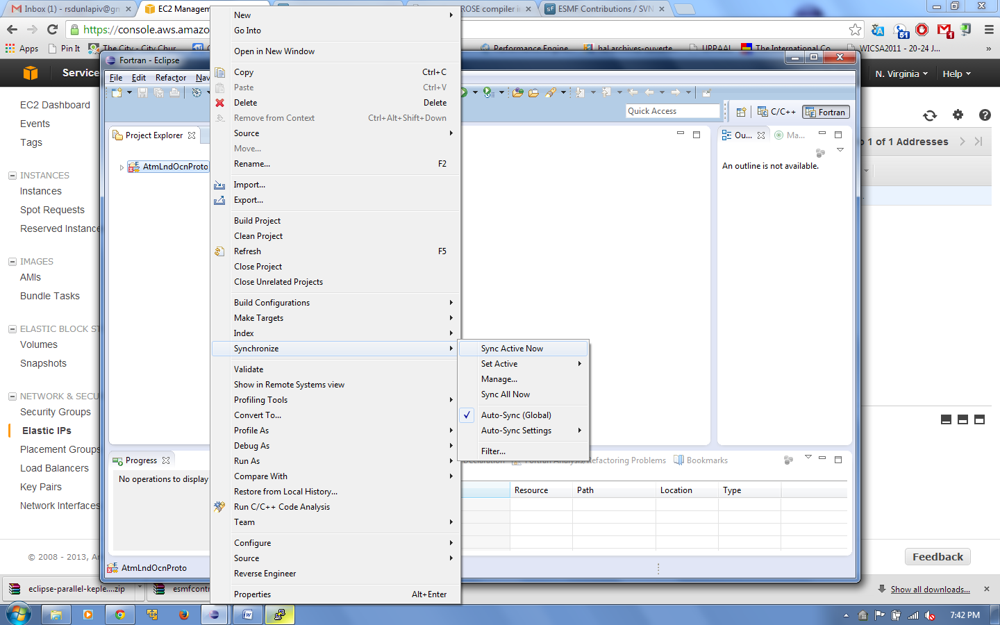 Inbox (1) - rsdunlapiv@gm
EC2 Managem
ROSE compiler in
ESMF Contributions / SVN
https://console.aws.amazo
51
1
Apps
Pin It
The City - City Chur
Performance Engine
hal.archives-ouverte
UPPAAL
The International Co
WICSA2011 - 20-24 J...
»
Service
N. Virginia
Help
EC2 Dashboard
Events
Tags
INSTANCES
Instances
Spot Requests
Reserved Instance
IMAGES
AMIs
Bundle Tasks
ELASTIC BLOCK ST
Volumes
Snapshots
NETWORK & SECU
Security Groups
Elastic IPs
Placement Groups
Load Balancers
Key Pairs
Network Interfaces
© 2008 - 2013, A
1 of 1 Addresses
Feedback
Fortran - Eclipse
File Edit Refactor Nav
Quick Access
C/C++
Fortran
Project Explorer
AtmLndOcnProto
Ou...
Ma...
An outline is not available.
Progress
No operations to display
Declaration
Fortran Analysis/Refactoring Problems
Bookmarks
Resource Path Location Type
AtmLndOcnProto
New
Go Into
Open in New Window
Copy Ctrl+C
Paste Ctrl+V
Delete Delete
Remove from Context Ctrl+Alt+Shift+Down
Source
Move...
Rename... F2
Import...
Export...
Build Project
Clean Project
Refresh F5
Close Project
Close Unrelated Projects
Build Configurations
Make Targets
Index
Synchronize
Validate
Show in Remote Systems view
Profiling Tools
Convert To...
Profile As
Debug As
Run As
Compare With
Restore from Local History...
Run C/C++ Code Analysis
Team
Configure
Source
Reverse Engineer
Properties Alt+Enter
Sync Active Now
Set Active
Manage...
Sync All Now
Auto-Sync (Global)
Auto-Sync Settings
Filter...
eclipse-parallel-keple....zip
esmfcontr
Show all downloads...
7:42 PM